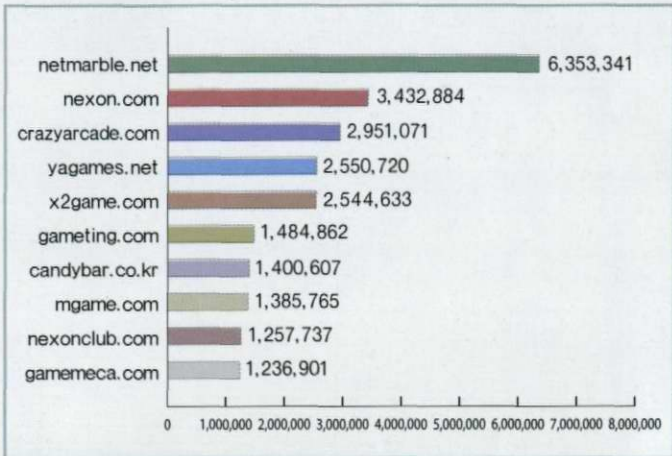 netmarble.net 6,353,341
nexon.com 3,432,884
crazyarcade.com 2,951,071
yagames.net 2,550,720
x2game.com 2,544,633
gameting.com 1,484,862
candybar.co.kr 1,400,607
mgame.com 1,385,765
nexonclub.com 1,257,737
gamemeca.com 1,236,901
0 1,000,000 2,000,000 3,000,000 4,000,000 5,000,000 6,000,000 7,000,000 8,000,000